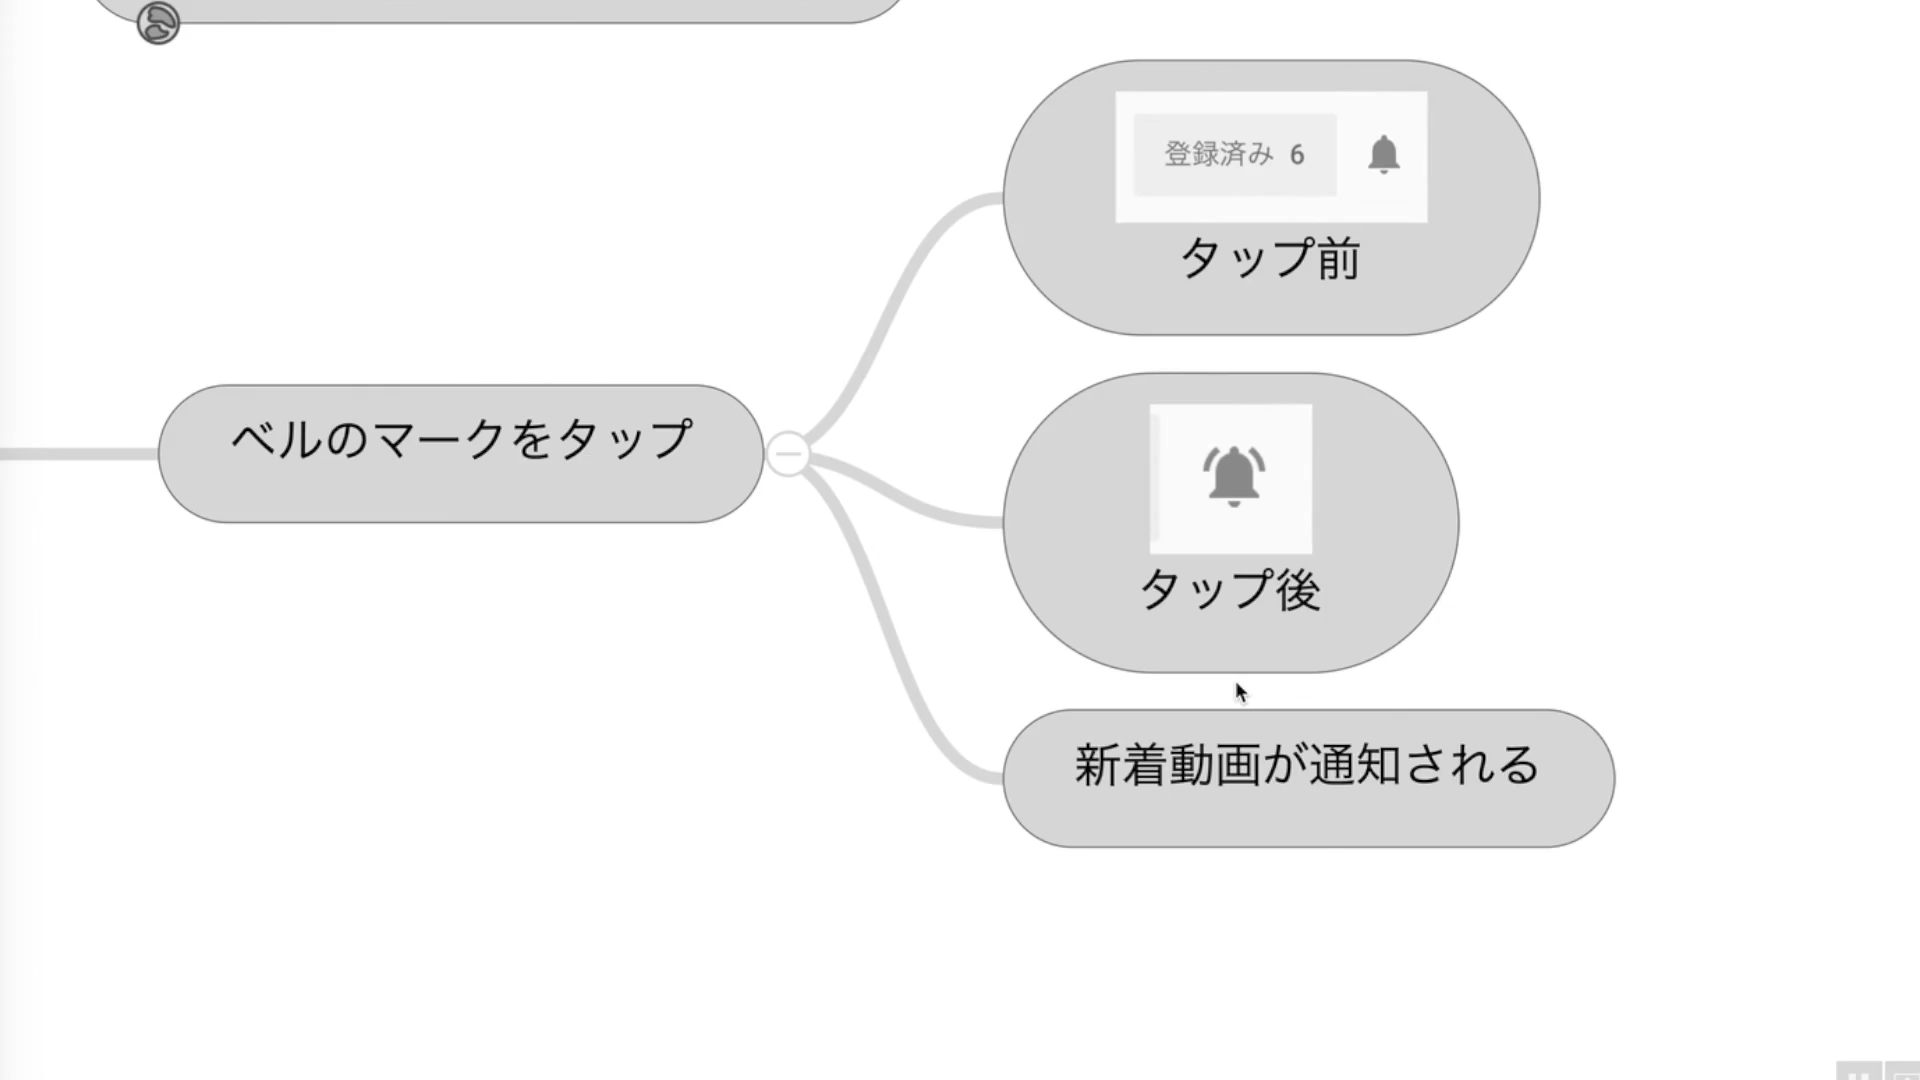 登録済み 6
タップ前
ベルのマークをタップ
タップ後
新着動画が通知される